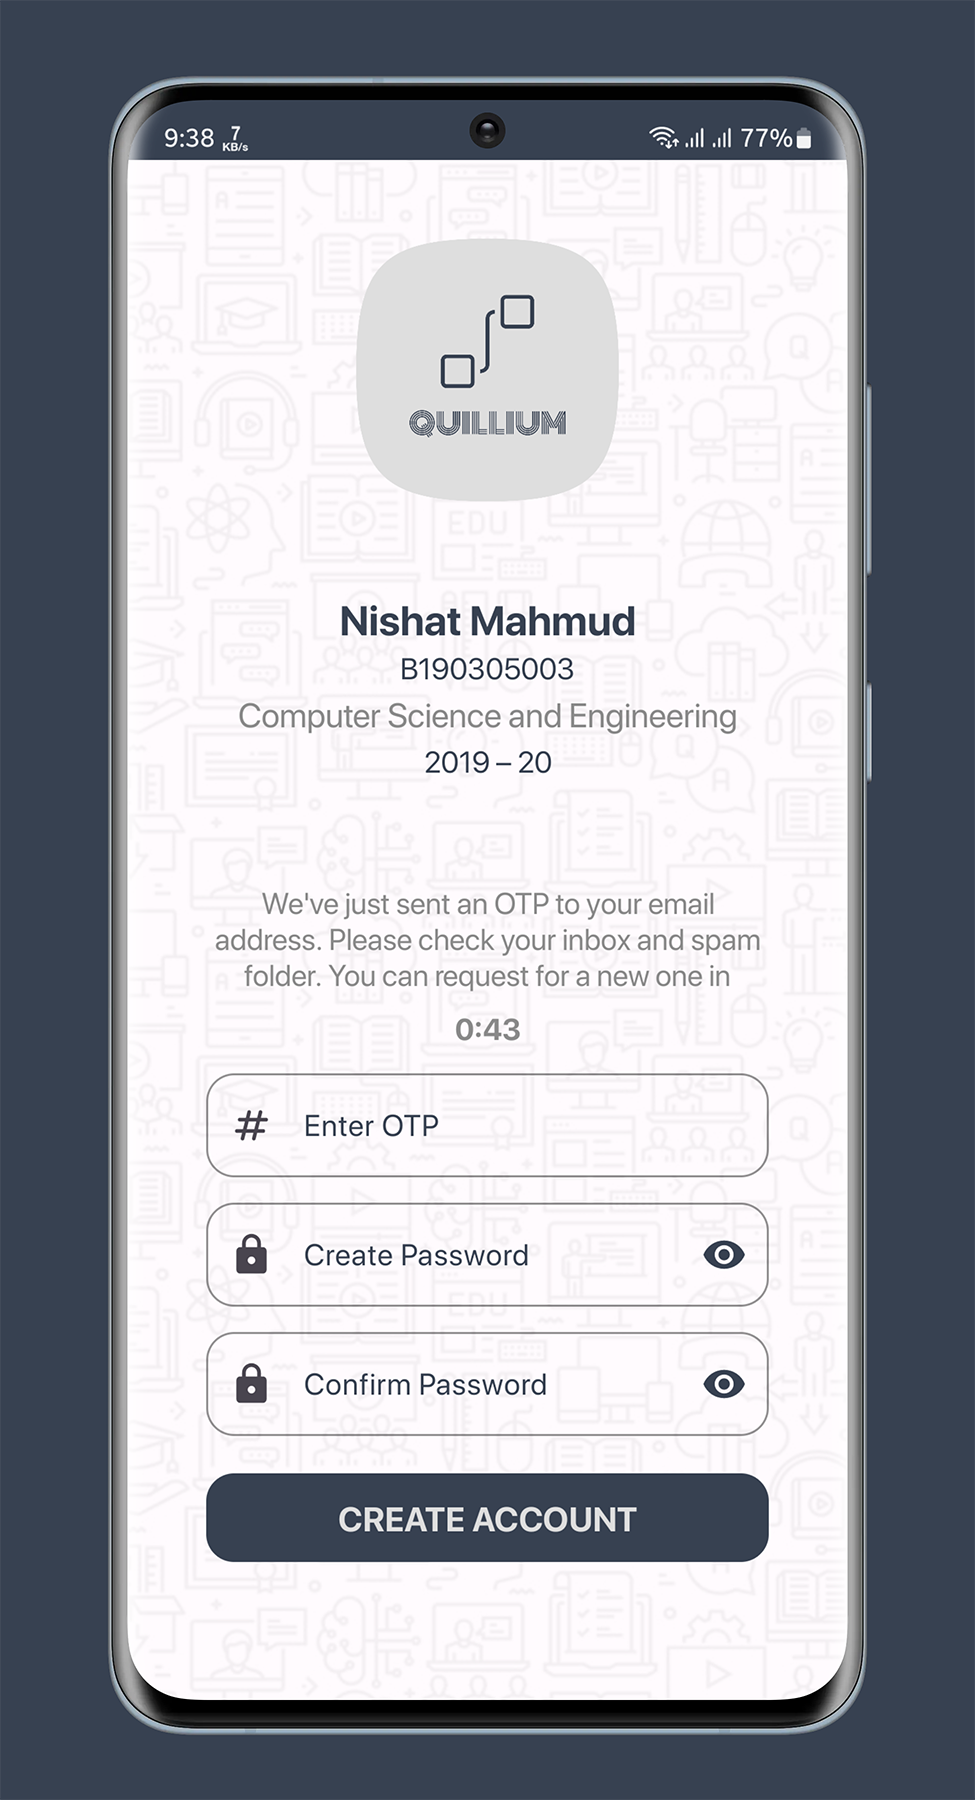 9:38 7 KB/s 77%
QUILLIUM
EDU
Nishat Mahmud
B190305003
Computer Science and Engineering
2019 – 20
We've just sent an OTP to your email
address. Please check your inbox and spam
folder. You can request for a new one in
0:43
# Enter OTP
Create Password
EDU
Confirm Password
CREATE ACCOUNT